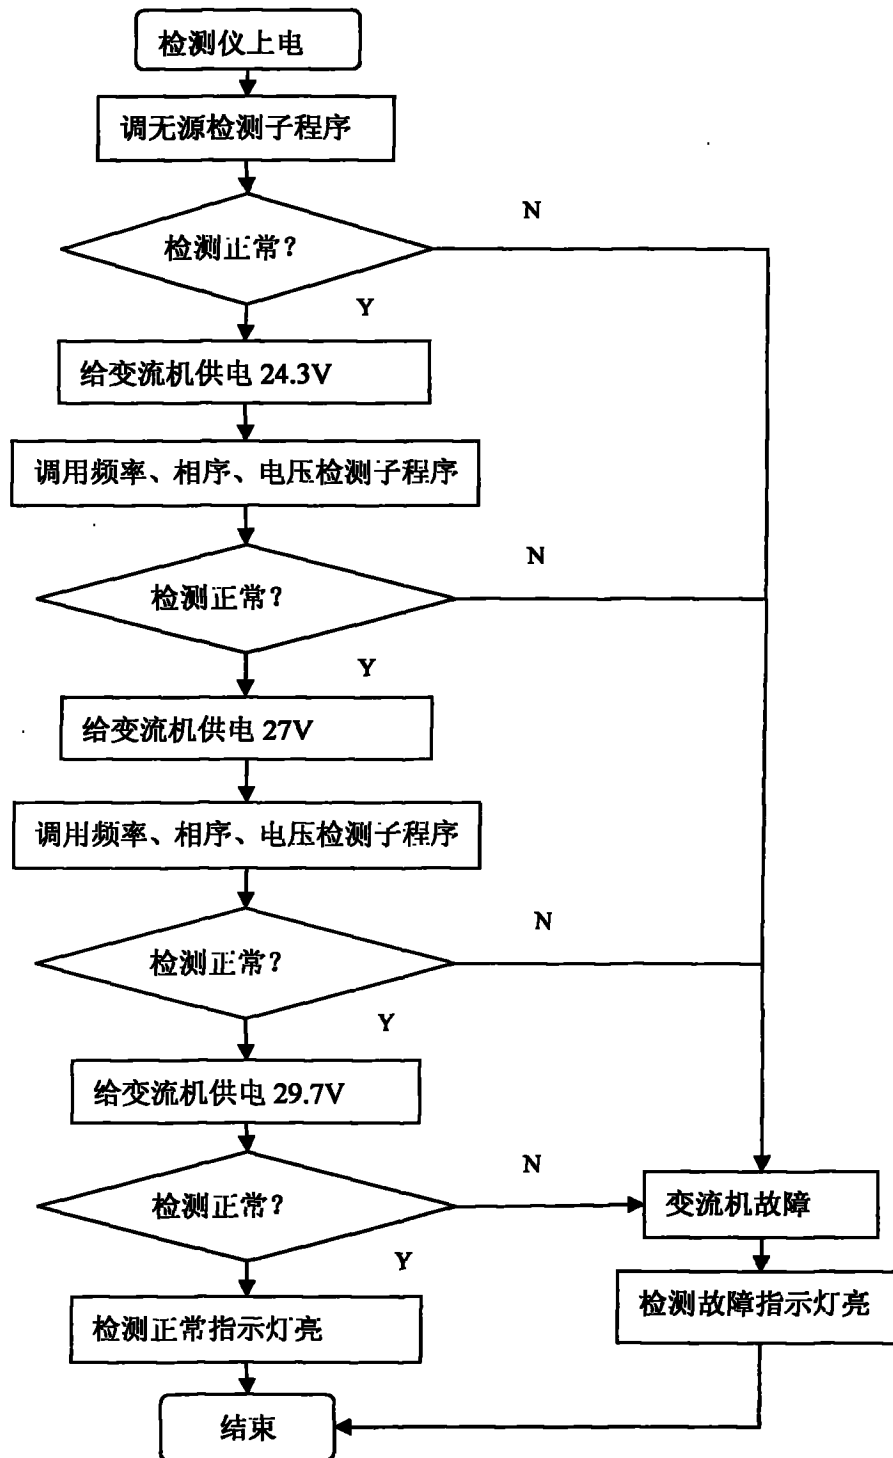 检测仪上电
调无源检测子程序
N
检测正常?
Y
给变流机供电 24.3V
调用频率、相序、电压检测子程序
N
检测正常?
Y
给变流机供电 27V
调用频率、相序、电压检测子程序
N
检测正常?
Y
给变流机供电 29.7V
N
检测正常?
变流机故障
Y
检测故障指示灯亮
检测正常指示灯亮
结束